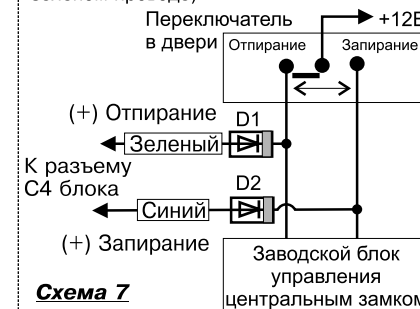 Переключатель
в двери
+12В
Отпирание
Запирание
(+) Отпирание
D1
Зеленый
К разъему
С4 блока
D2
Синий
(+) Запирание
Заводской блок
управления
центральным замком
Схема 7